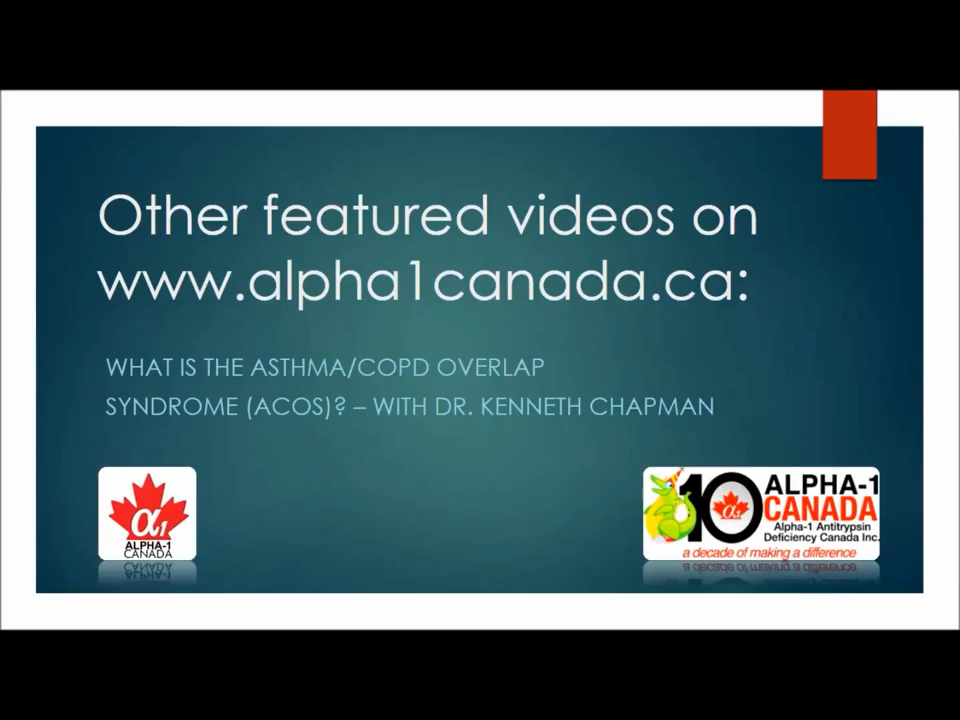 Other featured videos on
www.alpha1canada.ca:
WHAT IS THE ASTHMA/COPD OVERLAP
SYNDROME (ACOS)? – WITH DR. KENNETH CHAPMAN
α1
ALPHA-1
CANADA
10
α1
ALPHA-1
CANADA
Alpha-1 Antitrypsin
Deficiency Canada Inc.
a decade of making a difference